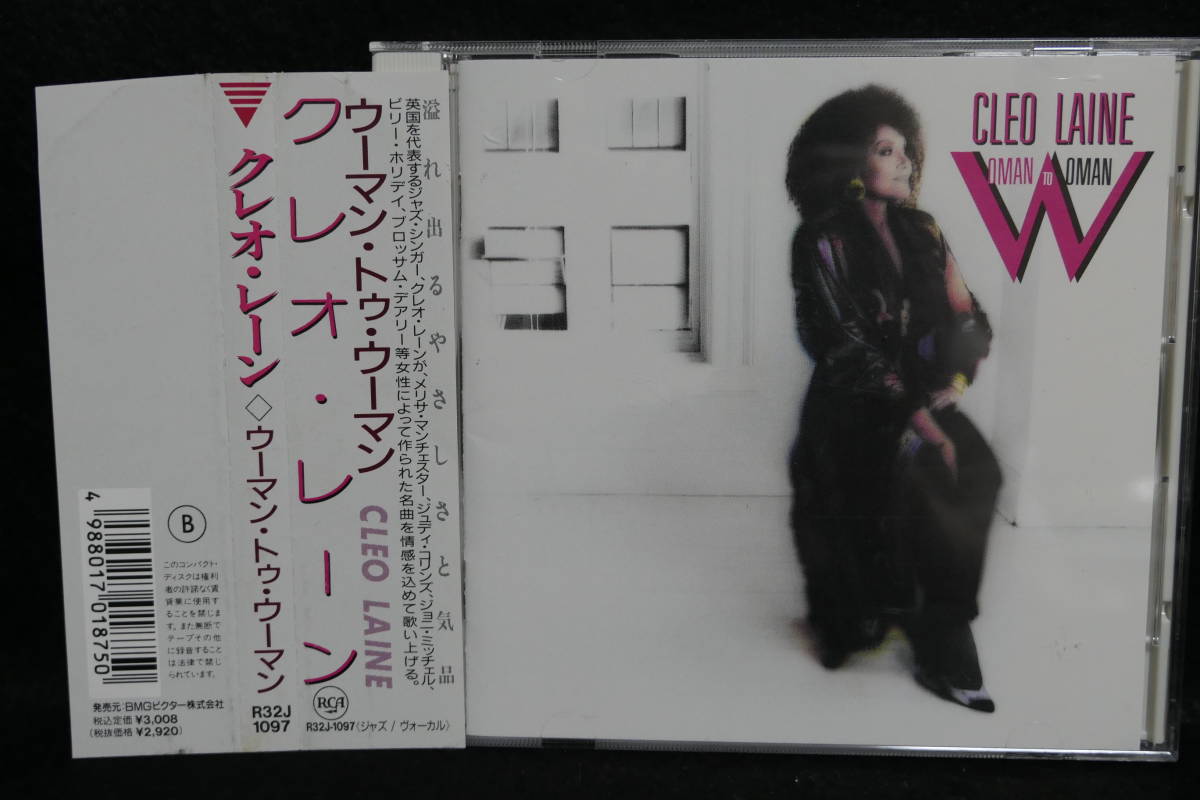 クレオ・レーン◇ウーマン・トゥ・ウーマン
R32J
1097
溢れ出るやさしさと気品
英国を代表するジャズ・シンガー、クレオ・レーンが、メリサ・マンチェスター、ジュディ・コリンズ、ジョニ・ミッチェル、
ビリー・ホリデイ、ブロッサム・デアリー等女性によって作られた名曲を情感を込めて歌い上げる。
ウーマン・トゥ・ウーマン CLEO LAINE
クレオ・レーン
RCA
R32J-1097〈ジャズ / ヴォーカル〉
B
このコンパクト・
ディスクは権利
者の許諾なく賃
貸業に使用す
ることを禁じま
す。また無断で
テープその他
に録音すること
は法律で禁じ
られています。
4 988017 018750
発売元:BMGビクター株式会社
税込定価 ¥3,008
(税抜価格 ¥2,920)
CLEO LAINE
WOMAN TO WOMAN